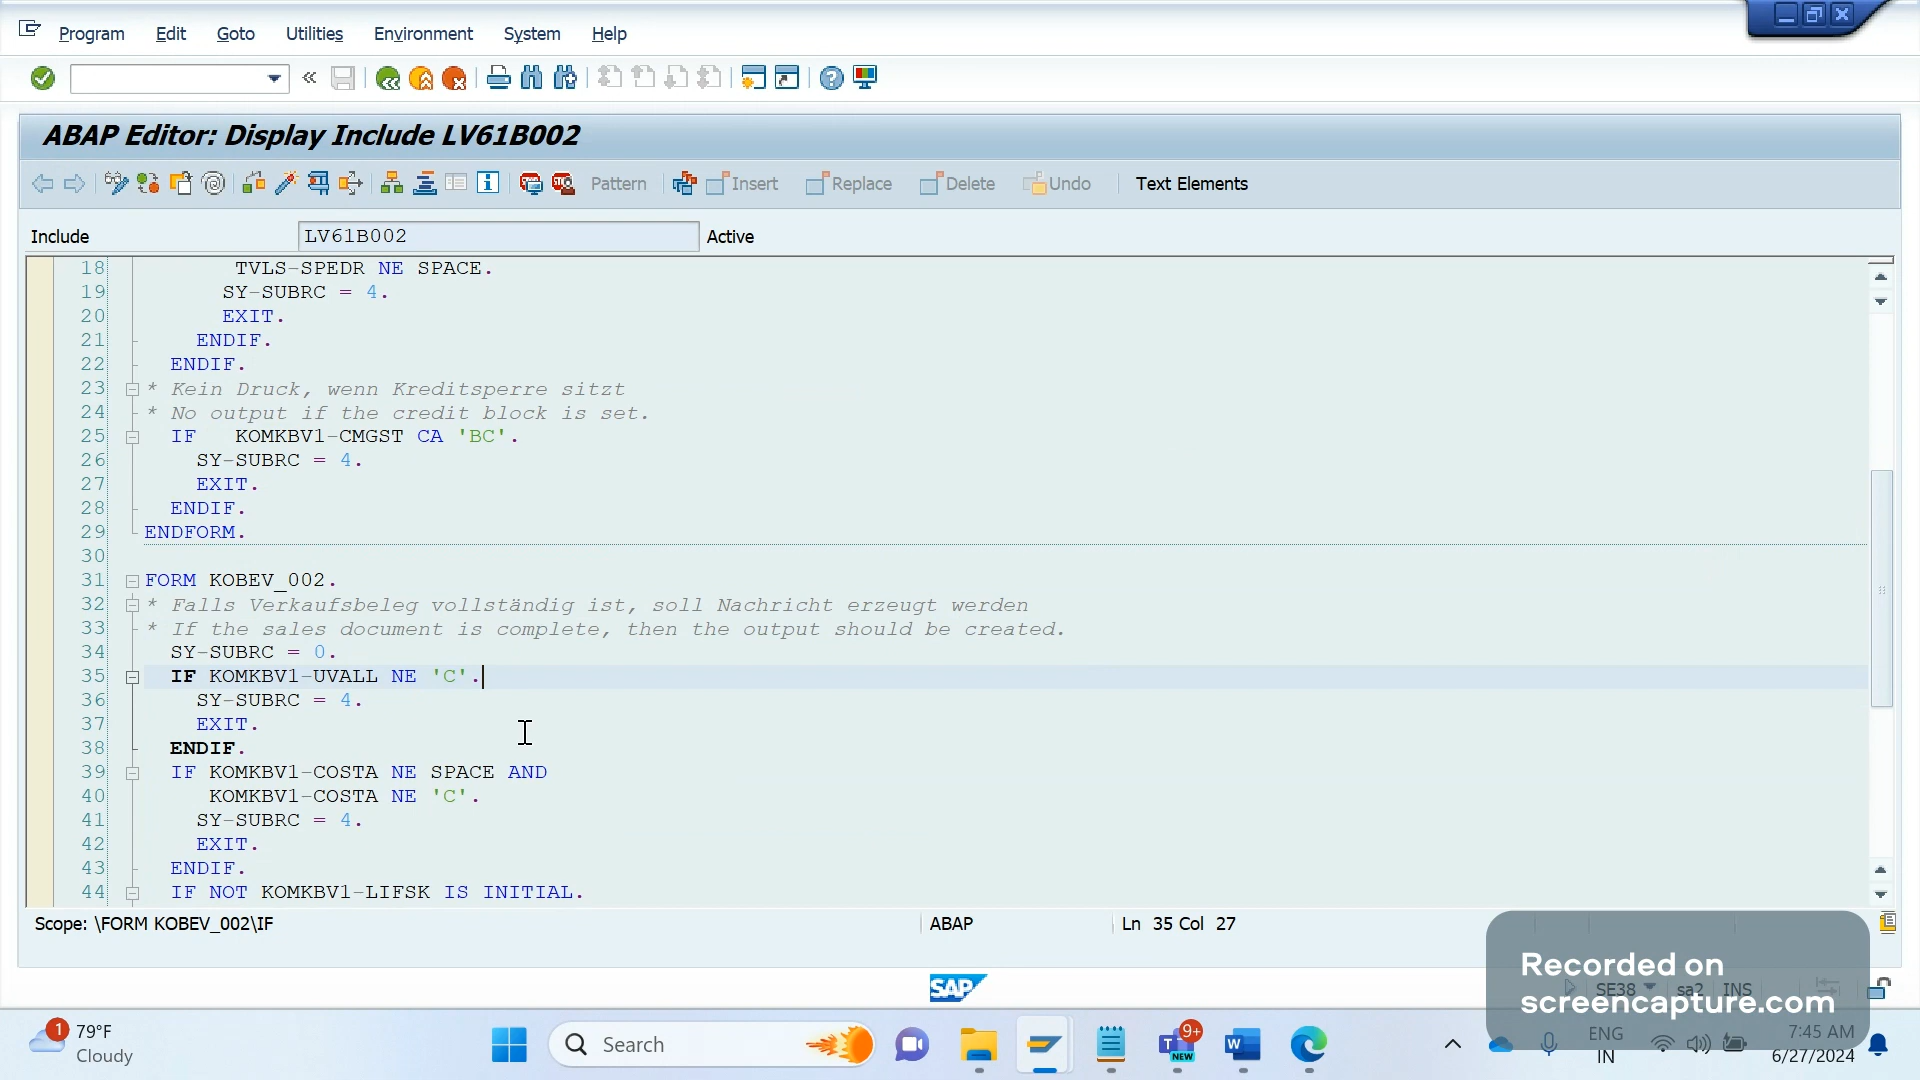 Program Edit Goto Utilities Environment System Help
ABAP Editor: Display Include LV61B002
Pattern Insert Replace Delete Undo Text Elements
Include LV61B002 Active
18 TVLS-SPEDR NE SPACE.
19 SY-SUBRC = 4.
20 EXIT.
21 ENDIF.
22 ENDIF.
23 * Kein Druck, wenn Kreditsperre sitzt
24 * No output if the credit block is set.
25 IF KOMKBV1-CMGST CA 'BC'.
26 SY-SUBRC = 4.
27 EXIT.
28 ENDIF.
29 ENDFORM.
30
31 FORM KOBEV_002.
32 * Falls Verkaufsbeleg vollständig ist, soll Nachricht erzeugt werden
33 * If the sales document is complete, then the output should be created.
34 SY-SUBRC = 0.
35 IF KOMKBV1-UVALL NE 'C'.
36 SY-SUBRC = 4.
37 EXIT.
38 ENDIF.
39 IF KOMKBV1-COSTA NE SPACE AND
40 KOMKBV1-COSTA NE 'C'.
41 SY-SUBRC = 4.
42 EXIT.
43 ENDIF.
44 IF NOT KOMKBV1-LIFSK IS INITIAL.
Scope: \FORM KOBEV_002\IF ABAP Ln 35 Col 27
SAP
SE38 sa2 INS
Recorded on
screencapture.com
1 79°F
Cloudy
Search
9+
T NEW
W
ENG
IN
7:45 AM
6/27/2024